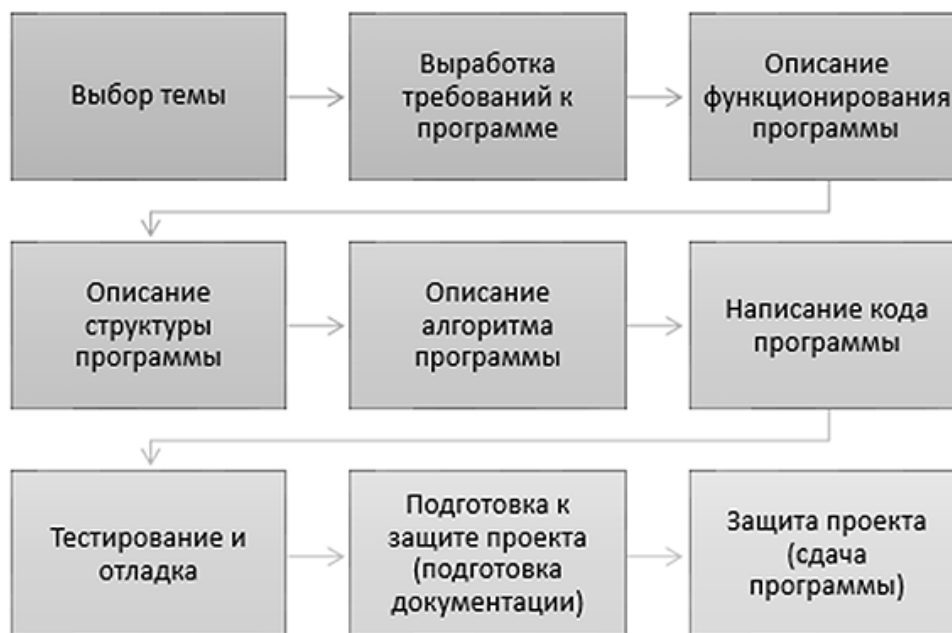 Выбор темы
Выработка
требований к
программе
Описание
функционирования
программы
Описание
структуры
программы
Описание
алгоритма
программы
Написание кода
программы
Тестирование и
отладка
Подготовка к
защите проекта
(подготовка
документации)
Защита проекта
(сдача
программы)